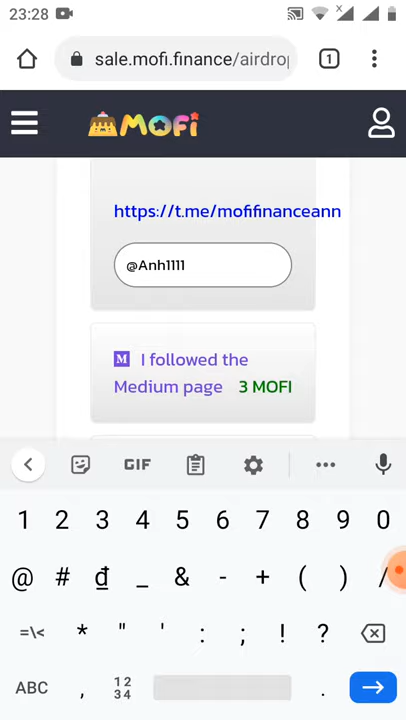 23:28
sale.mofi.finance/airdrop
1
MOFI
https://t.me/mofifinanceann
@Anh1111
I followed the
Medium page 3 MOFI
GIF
1 2 3 4 5 6 7 8 9 0
@ # ₫ _ & - + ( ) /
=\< * " ' : ; ! ?
ABC , 12 34 .